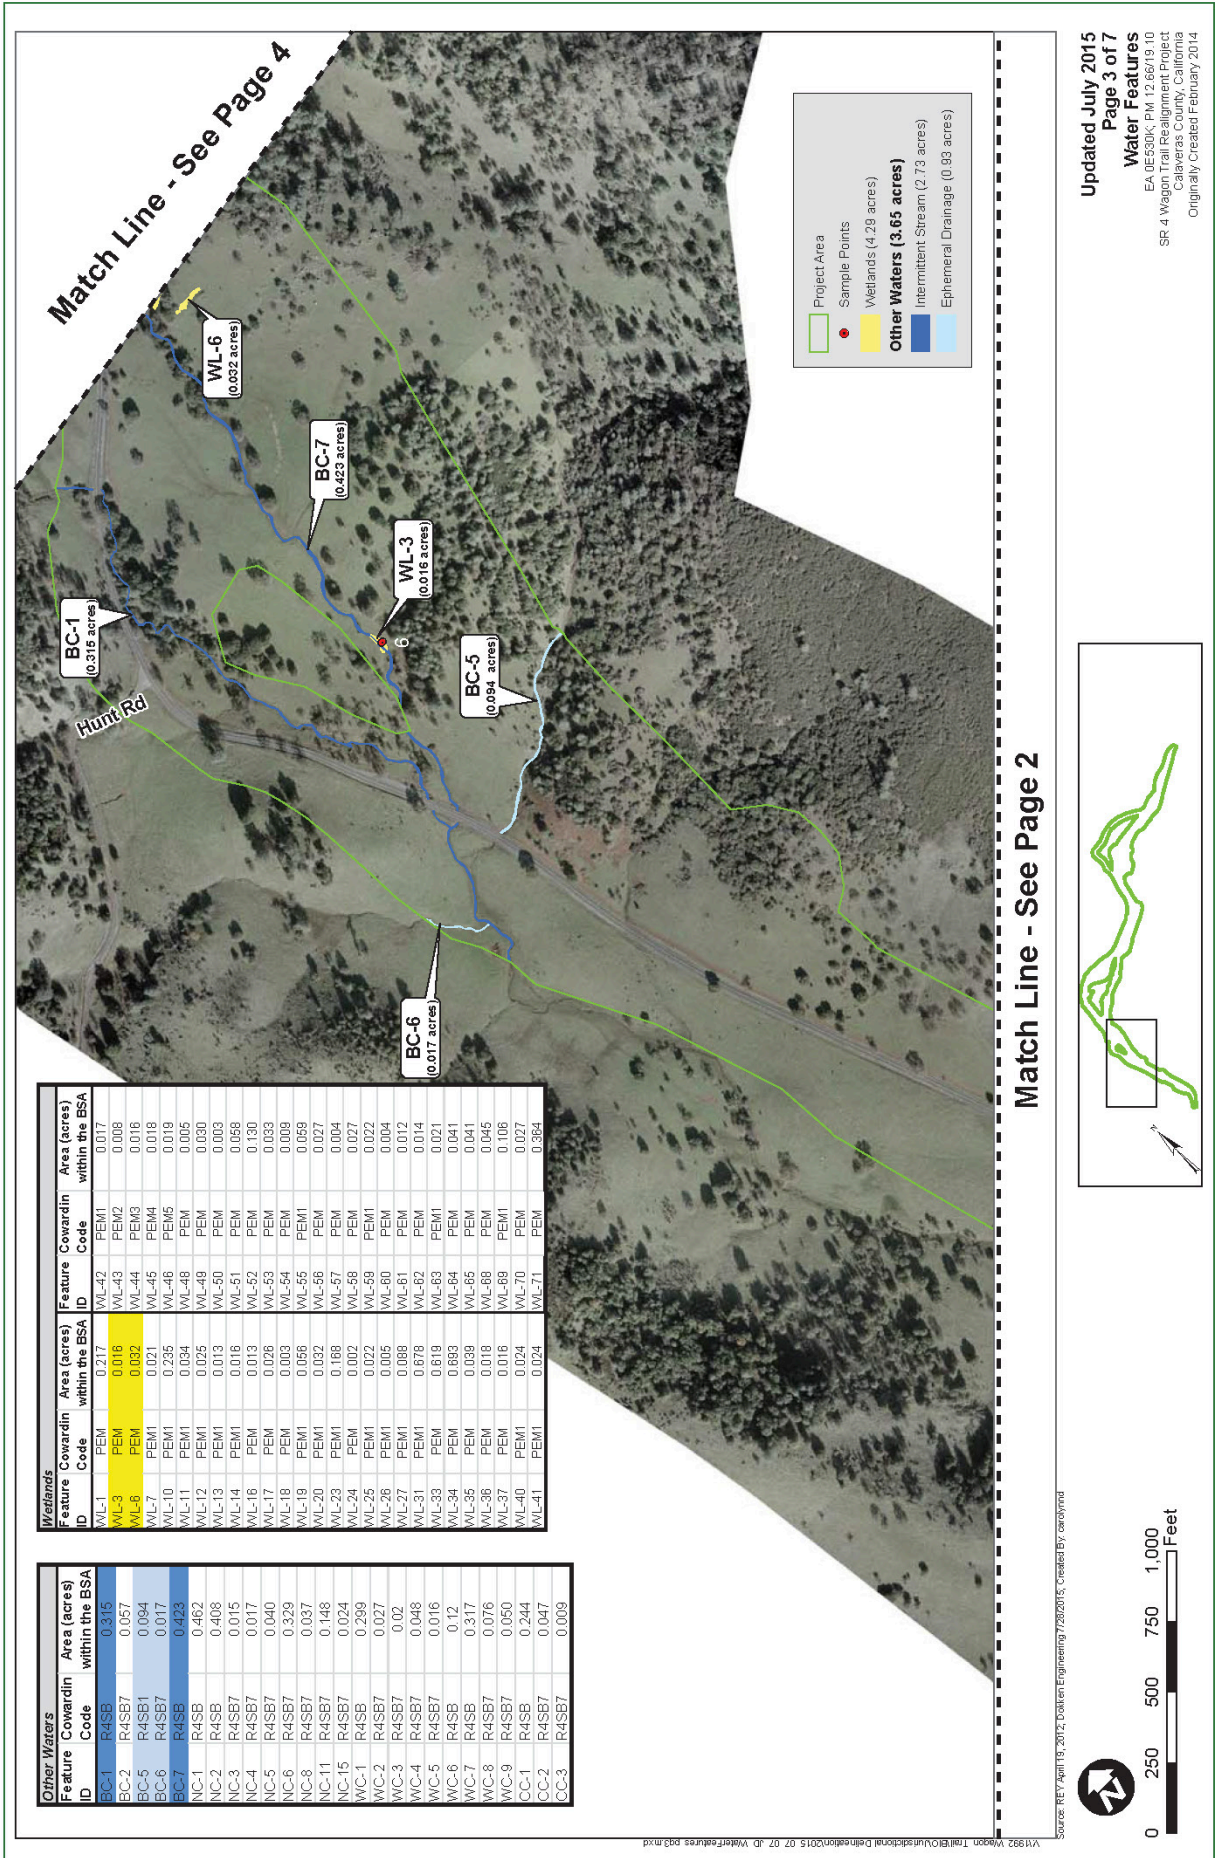 Other Waters
Feature ID Cowardin Code Area (acres) within the BSA
BC-1 R4SB 0.315
BC-2 R4SB7 0.057
BC-5 R4SB1 0.094
BC-6 R4SB7 0.017
BC-7 R4SB 0.423
NC-1 R4SB 0.462
NC-2 R4SB 0.408
NC-3 R4SB7 0.015
NC-4 R4SB7 0.017
NC-5 R4SB7 0.040
NC-6 R4SB7 0.329
NC-8 R4SB7 0.037
NC-11 R4SB7 0.148
NC-15 R4SB7 0.024
WC-1 R4SB 0.299
WC-2 R4SB7 0.027
WC-3 R4SB7 0.02
WC-4 R4SB7 0.048
WC-5 R4SB7 0.016
WC-6 R4SB 0.12
WC-7 R4SB 0.317
WC-8 R4SB7 0.076
WC-9 R4SB7 0.050
CC-1 R4SB 0.244
CC-2 R4SB7 0.047
CC-3 R4SB7 0.009
Wetlands
Feature ID Cowardin Code Area (acres) within the BSA Feature ID Cowardin Code Area (acres) within the BSA
WL-1 PEM 0.217 WL-42 PEM1 0.017
WL-3 PEM 0.016 WL-43 PEM2 0.008
WL-6 PEM 0.032 WL-44 PEM3 0.016
WL-7 PEM1 0.021 WL-45 PEM4 0.018
WL-10 PEM1 0.235 WL-46 PEM5 0.019
WL-11 PEM1 0.034 WL-48 PEM 0.005
WL-12 PEM1 0.025 WL-49 PEM 0.030
WL-13 PEM1 0.013 WL-50 PEM 0.003
WL-14 PEM1 0.016 WL-51 PEM 0.058
WL-16 PEM 0.013 WL-52 PEM 0.130
WL-17 PEM 0.026 WL-53 PEM 0.033
WL-18 PEM 0.003 WL-54 PEM 0.009
WL-19 PEM1 0.056 WL-55 PEM1 0.059
WL-20 PEM1 0.032 WL-56 PEM 0.027
WL-23 PEM1 0.168 WL-57 PEM1 0.004
WL-24 PEM 0.002 WL-58 PEM 0.027
WL-25 PEM1 0.022 WL-59 PEM1 0.022
WL-26 PEM1 0.005 WL-60 PEM 0.004
WL-27 PEM1 0.088 WL-61 PEM 0.012
WL-31 PEM1 0.678 WL-62 PEM 0.014
WL-33 PEM1 0.619 WL-63 PEM1 0.021
WL-34 PEM 0.693 WL-64 PEM 0.041
WL-35 PEM 0.039 WL-65 PEM 0.041
WL-36 PEM 0.018 WL-68 PEM 0.045
WL-37 PEM 0.016 WL-69 PEM1 0.106
WL-40 PEM1 0.024 WL-70 PEM 0.027
WL-41 PEM1 0.024 WL-71 PEM 0.364
Match Line - See Page 4
Hunt Rd
BC-1
(0.315 acres)
WL-6
(0.032 acres)
BC-7
(0.423 acres)
WL-3
(0.016 acres)
6
BC-5
(0.094 acres)
BC-6
(0.017 acres)
Project Area
Sample Points
Wetlands (4.29 acres)
Other Waters (3.65 acres)
Intermittent Stream (2.73 acres)
Ephemeral Drainage (0.93 acres)
Match Line - See Page 2
Source: REY April 19, 2012; Dokken Engineering 7/28/2015; Created By: carolynnd
N
0 250 500 750 1,000
Feet
N
Updated July 2015
Page 3 of 7
Water Features
EA 0E530K; PM 12.66/19.10
SR 4 Wagon Trail Realignment Project
Calaveras County, California
Originally Created February 2014